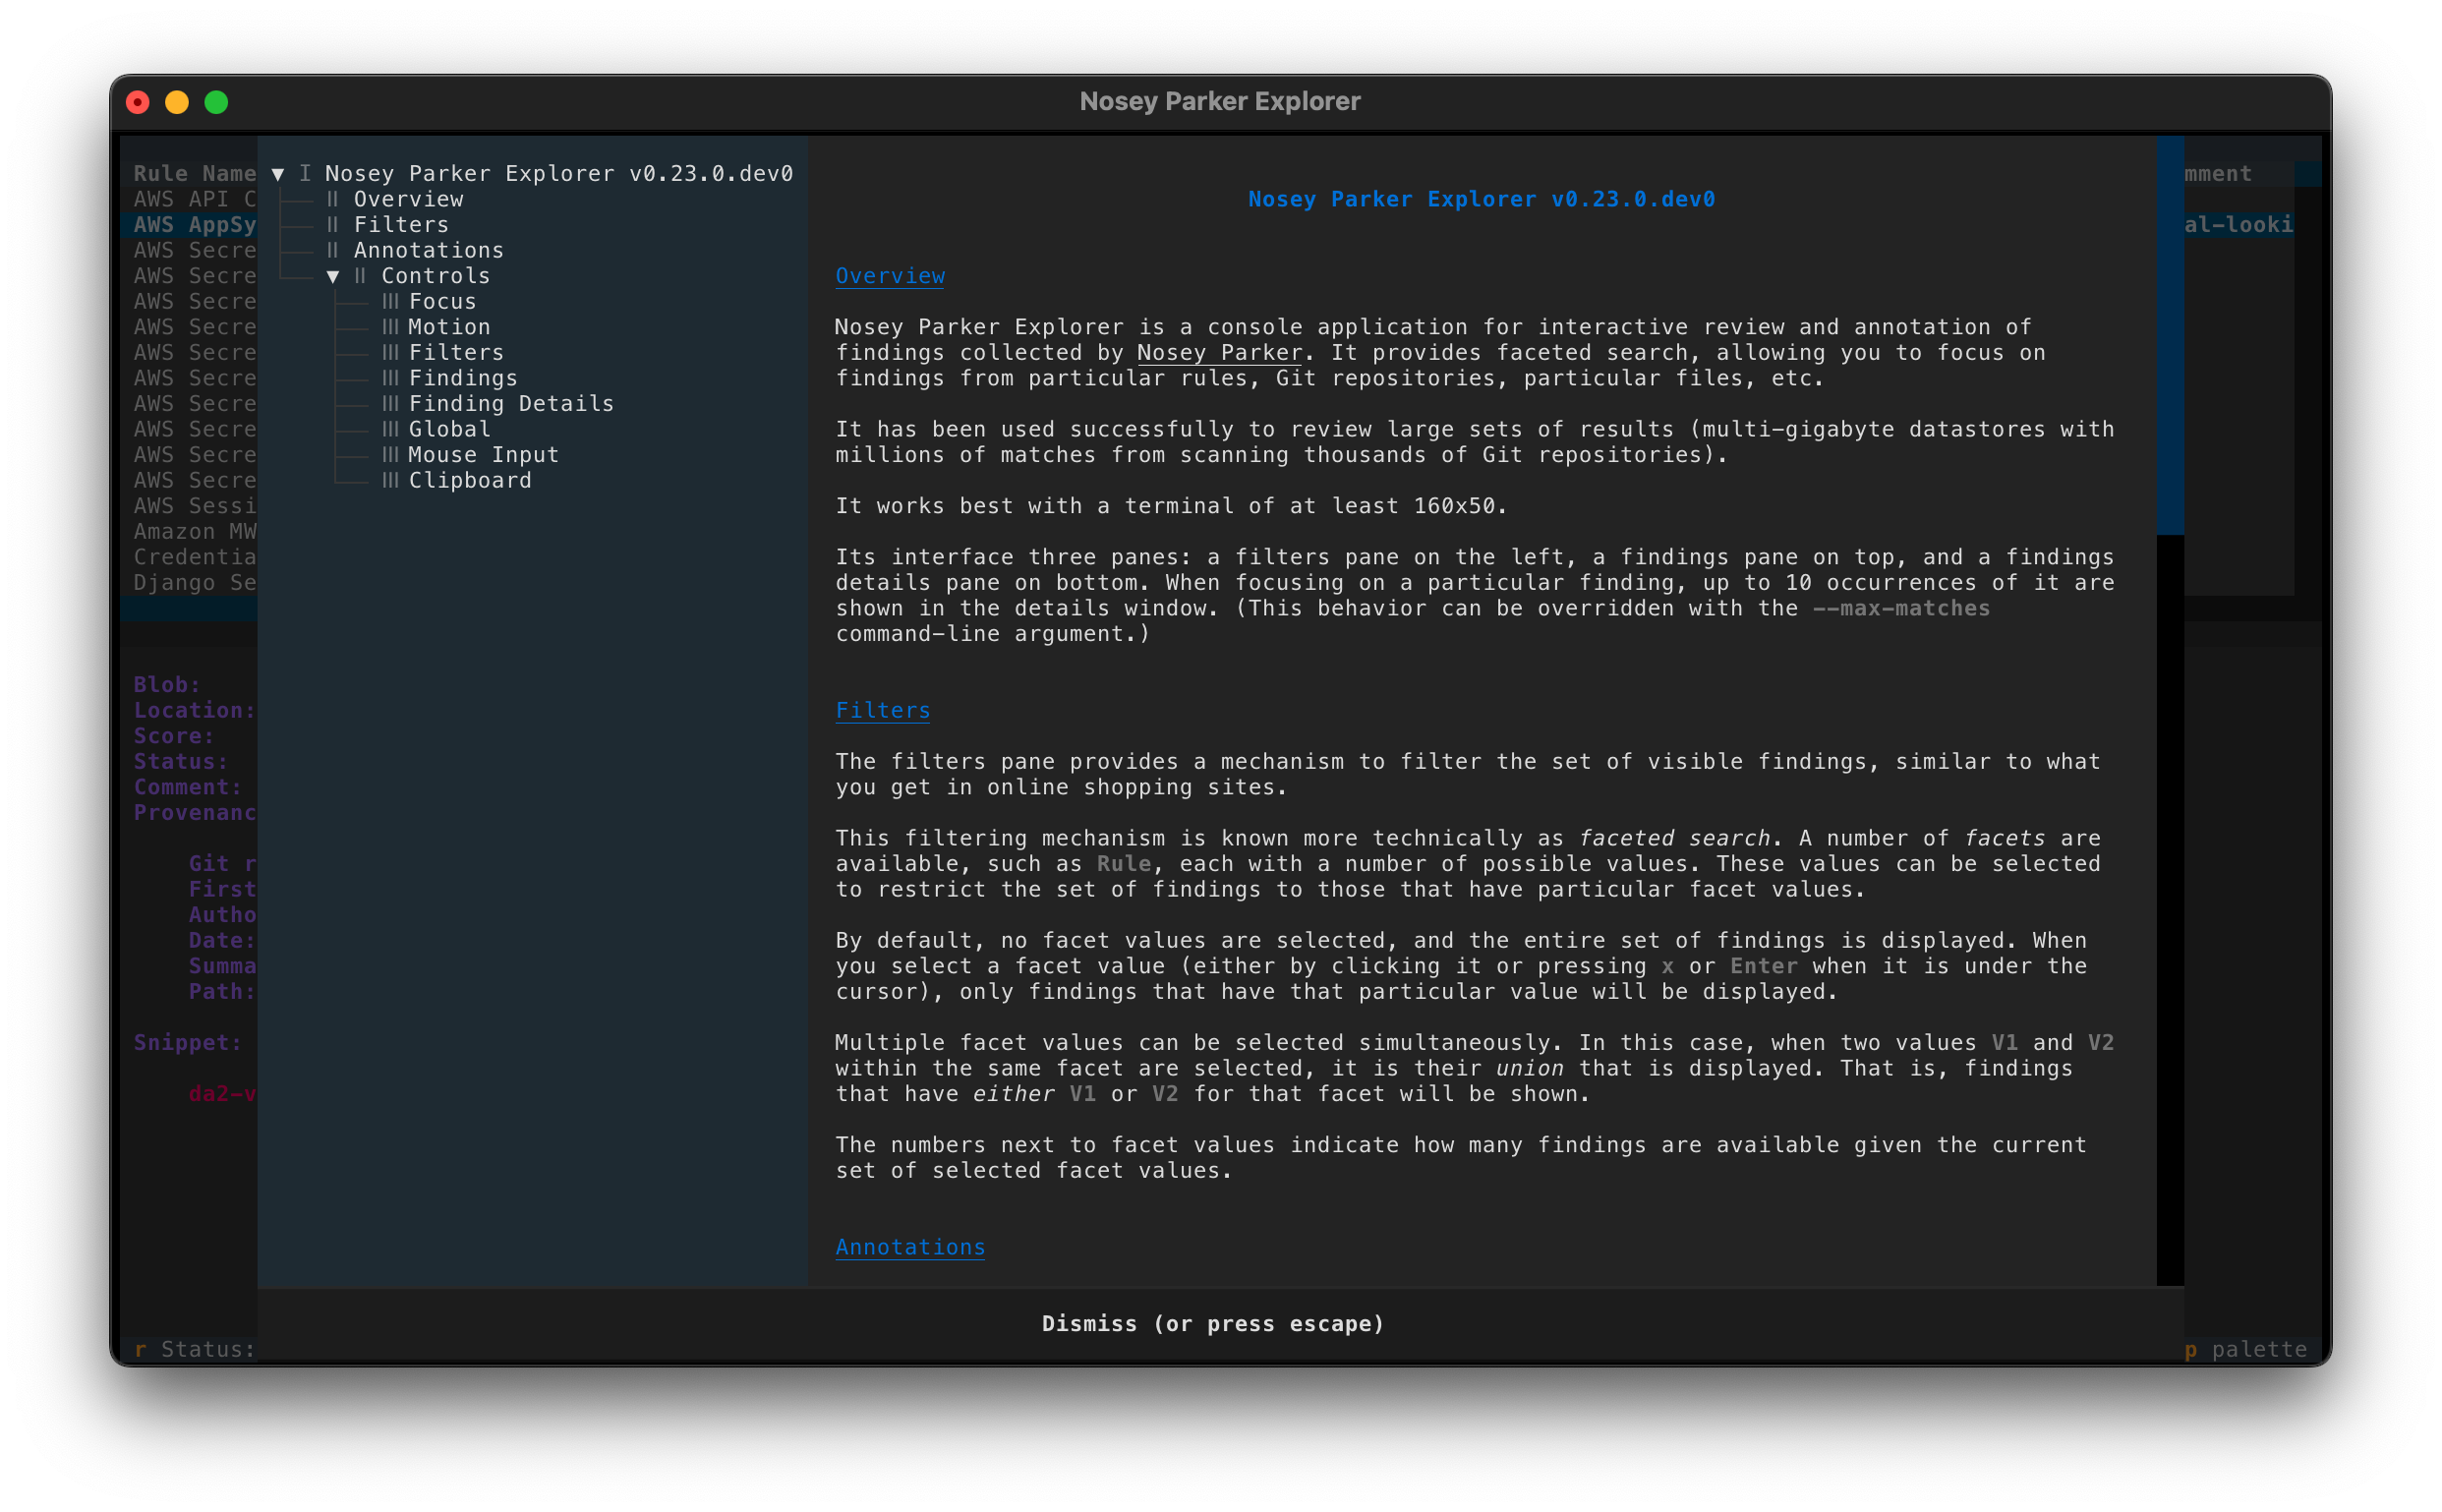 Nosey Parker Explorer
Rule Name
AWS API C
AWS AppSy
AWS Secre
AWS Secre
AWS Secre
AWS Secre
AWS Secre
AWS Secre
AWS Secre
AWS Secre
AWS Secre
AWS Secre
AWS Sessi
Amazon MW
Credentia
Django Se
Blob:
Location:
Score:
Status:
Comment:
Provenanc
Git r
First
Autho
Date:
Summa
Path:
Snippet:
da2-v
r Status:
▼ I Nosey Parker Explorer v0.23.0.dev0
II Overview
II Filters
II Annotations
▼ II Controls
III Focus
III Motion
III Filters
III Findings
III Finding Details
III Global
III Mouse Input
III Clipboard
Nosey Parker Explorer v0.23.0.dev0
Overview
Nosey Parker Explorer is a console application for interactive review and annotation of
findings collected by Nosey Parker. It provides faceted search, allowing you to focus on
findings from particular rules, Git repositories, particular files, etc.
It has been used successfully to review large sets of results (multi-gigabyte datastores with
millions of matches from scanning thousands of Git repositories).
It works best with a terminal of at least 160x50.
Its interface three panes: a filters pane on the left, a findings pane on top, and a findings
details pane on bottom. When focusing on a particular finding, up to 10 occurrences of it are
shown in the details window. (This behavior can be overridden with the --max-matches
command-line argument.)
Filters
The filters pane provides a mechanism to filter the set of visible findings, similar to what
you get in online shopping sites.
This filtering mechanism is known more technically as faceted search. A number of facets are
available, such as Rule, each with a number of possible values. These values can be selected
to restrict the set of findings to those that have particular facet values.
By default, no facet values are selected, and the entire set of findings is displayed. When
you select a facet value (either by clicking it or pressing x or Enter when it is under the
cursor), only findings that have that particular value will be displayed.
Multiple facet values can be selected simultaneously. In this case, when two values V1 and V2
within the same facet are selected, it is their union that is displayed. That is, findings
that have either V1 or V2 for that facet will be shown.
The numbers next to facet values indicate how many findings are available given the current
set of selected facet values.
Annotations
Dismiss (or press escape)
mment
al-looki
p palette